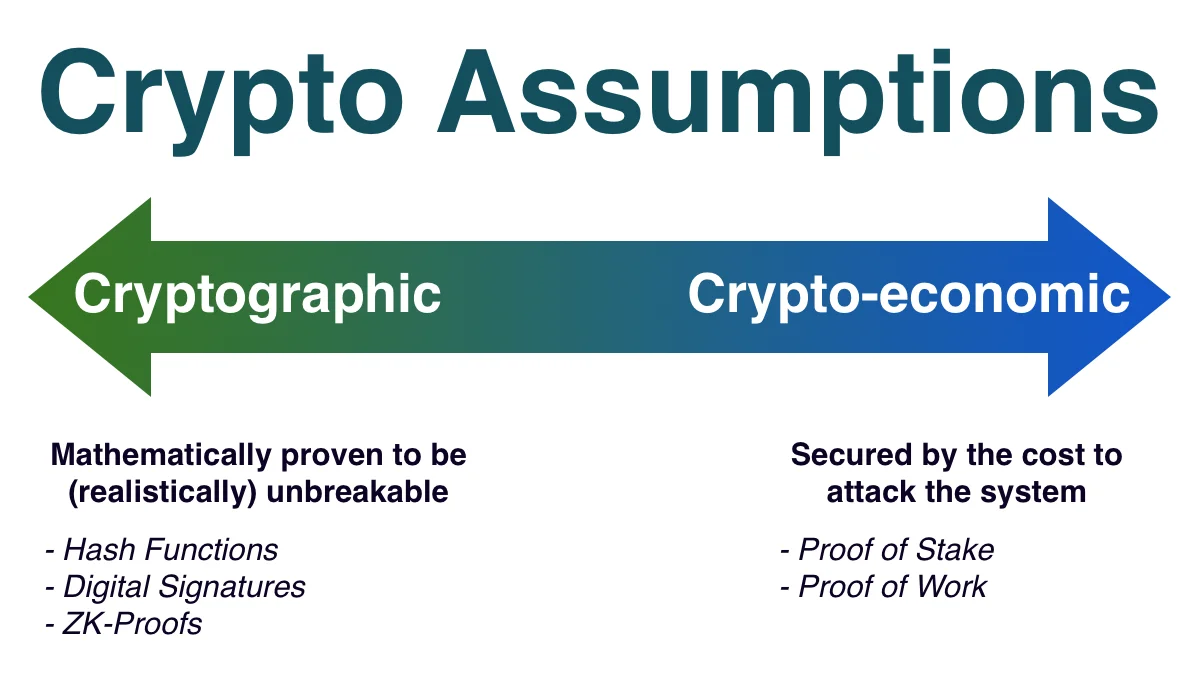 Crypto Assumptions
Cryptographic
Crypto-economic
Mathematically proven to be
(realistically) unbreakable
- Hash Functions
- Digital Signatures
- ZK-Proofs
Secured by the cost to
attack the system
- Proof of Stake
- Proof of Work